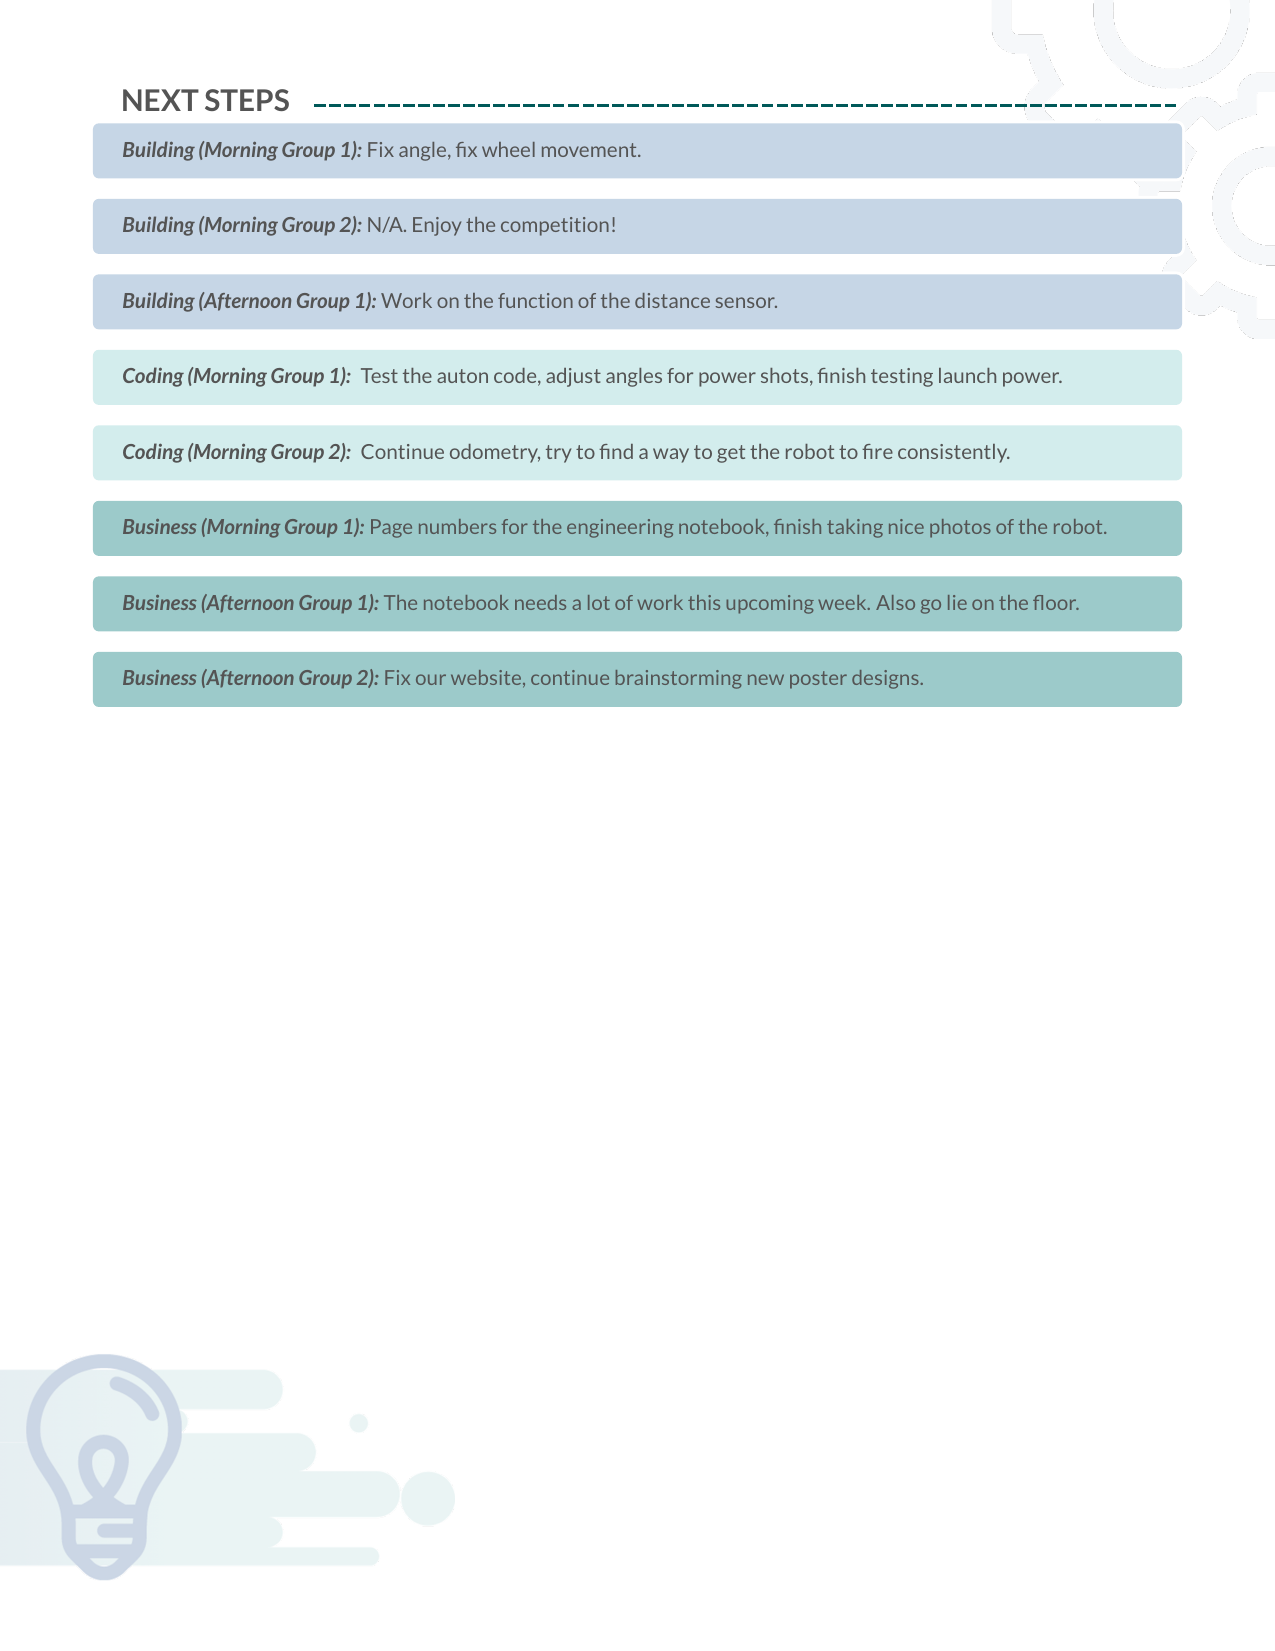 NEXT STEPS
Building (Morning Group 1): Fix angle, fix wheel movement.
Building (Morning Group 2): N/A. Enjoy the competition!
Building (Afternoon Group 1): Work on the function of the distance sensor.
Coding (Morning Group 1): Test the auton code, adjust angles for power shots, finish testing launch power.
Coding (Morning Group 2): Continue odometry, try to find a way to get the robot to fire consistently.
Business (Morning Group 1): Page numbers for the engineering notebook, finish taking nice photos of the robot.
Business (Afternoon Group 1): The notebook needs a lot of work this upcoming week. Also go lie on the floor.
Business (Afternoon Group 2): Fix our website, continue brainstorming new poster designs.